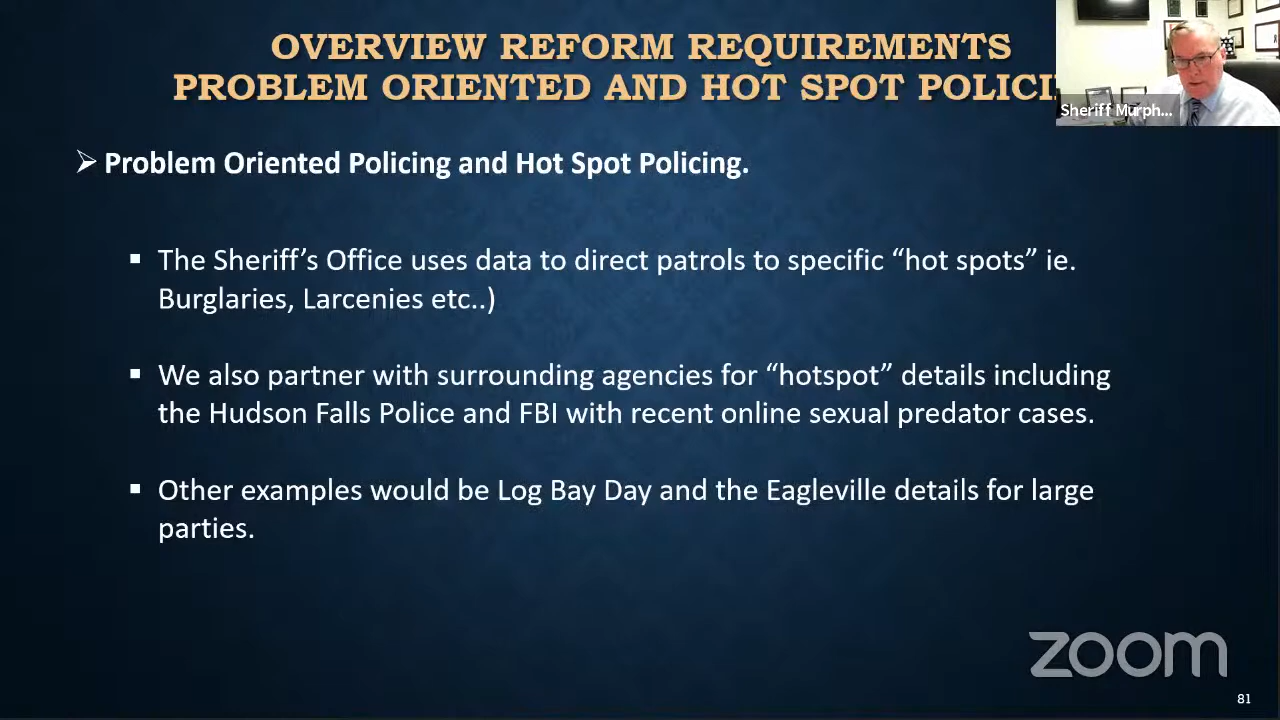 OVERVIEW REFORM REQUIREMENTS
PROBLEM ORIENTED AND HOT SPOT POLICI
Sheriff Murph...
➢ Problem Oriented Policing and Hot Spot Policing.
▪ The Sheriff’s Office uses data to direct patrols to specific “hot spots” ie.
Burglaries, Larcenies etc..)
▪ We also partner with surrounding agencies for “hotspot” details including
the Hudson Falls Police and FBI with recent online sexual predator cases.
▪ Other examples would be Log Bay Day and the Eagleville details for large
parties.
zoom
81